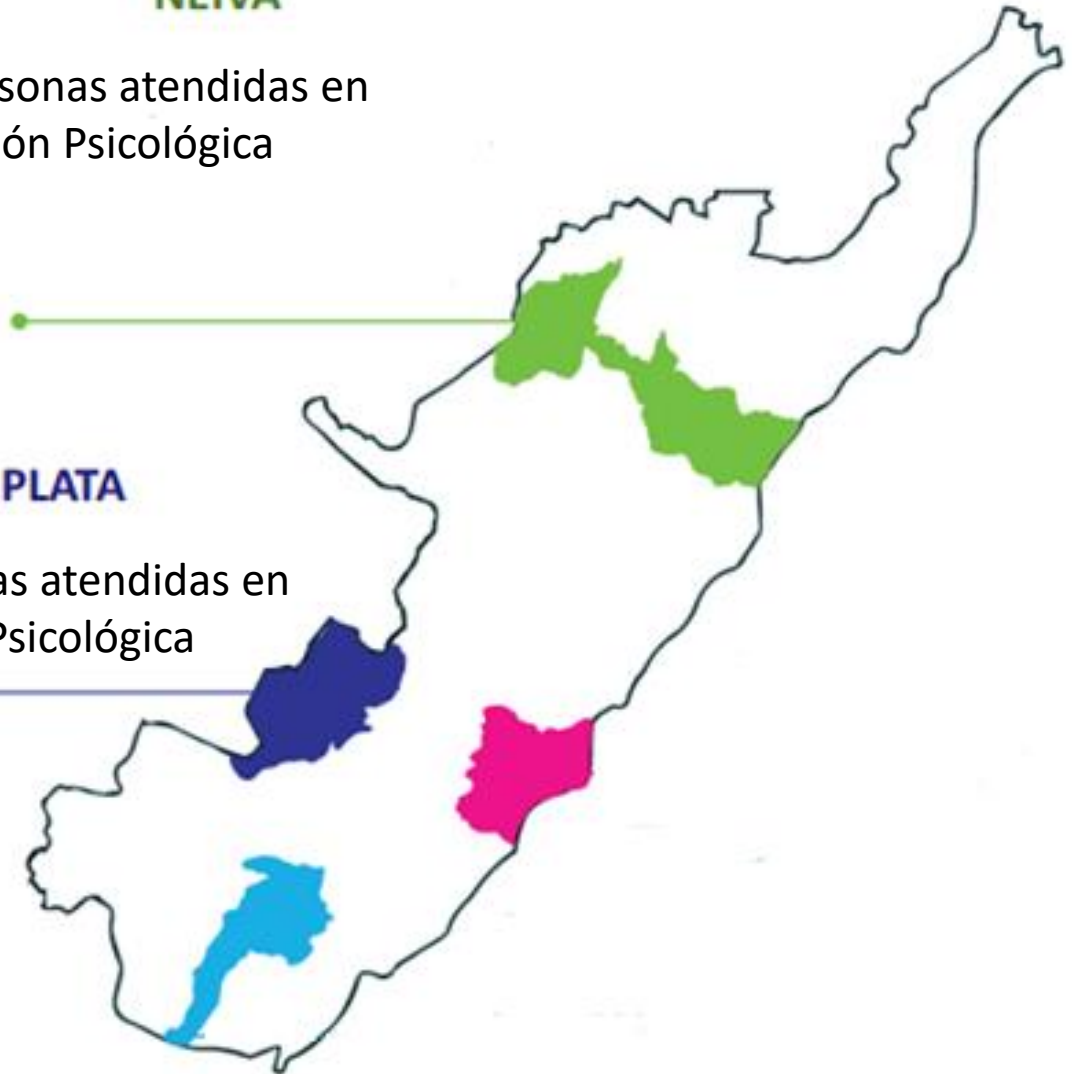 NEIVA
sonas atendidas en
ón Psicológica
PLATA
as atendidas en
Psicológica